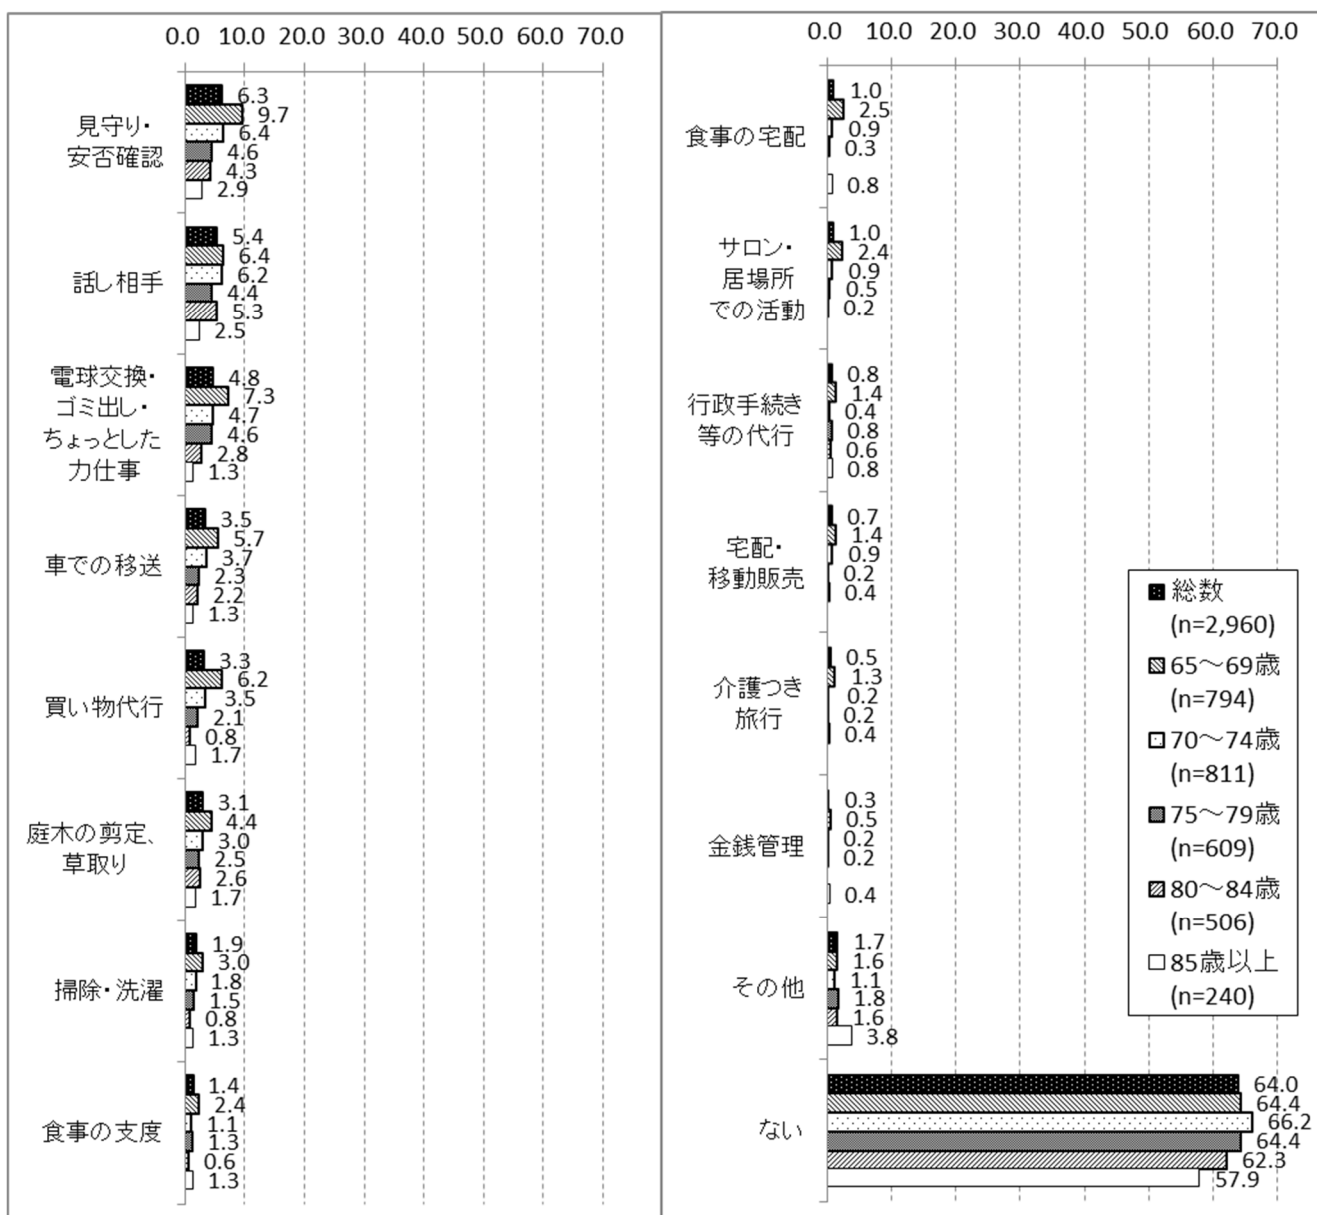 0.0 10.0 20.0 30.0 40.0 50.0 60.0 70.0
見守り・
安否確認
6.3
9.7
6.4
4.6
4.3
2.9
話し相手
5.4
6.4
6.2
4.4
5.3
2.5
電球交換・
ゴミ出し・
ちょっとした
力仕事
4.8
7.3
4.7
4.6
2.8
1.3
車での移送
3.5
5.7
3.7
2.3
2.2
1.3
買い物代行
3.3
6.2
3.5
2.1
0.8
1.7
庭木の剪定、
草取り
3.1
4.4
3.0
2.5
2.6
1.7
掃除・洗濯
1.9
3.0
1.8
1.5
0.8
1.3
食事の支度
1.4
2.4
1.1
1.3
0.6
1.3
0.0 10.0 20.0 30.0 40.0 50.0 60.0 70.0
食事の宅配
1.0
2.5
0.9
0.3
0.8
サロン・
居場所
での活動
1.0
2.4
0.9
0.5
0.2
行政手続き
等の代行
0.8
1.4
0.4
0.8
0.6
0.8
宅配・
移動販売
0.7
1.4
0.9
0.2
0.4
介護つき
旅行
0.5
1.3
0.2
0.2
0.4
金銭管理
0.3
0.5
0.2
0.2
0.4
その他
1.7
1.6
1.1
1.8
1.6
3.8
ない
64.0
64.4
66.2
64.4
62.3
57.9
総数
(n=2,960)
65～69歳
(n=794)
70～74歳
(n=811)
75～79歳
(n=609)
80～84歳
(n=506)
85歳以上
(n=240)